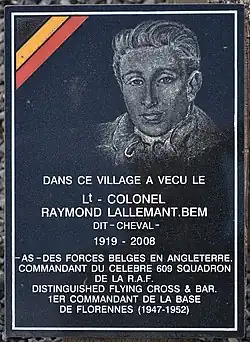 DANS CE VILLAGE A VECU LE
Lt - COLONEL
RAYMOND LALLEMANT.BEM
DIT - CHEVAL -
1919 - 2008
-AS- DES FORCES BELGES EN ANGLETERRE.
COMMANDANT DU CELEBRE 609 SQUADRON
DE LA R.A.F.
DISTINGUISHED FLYING CROSS & BAR.
1ER COMMANDANT DE LA BASE
DE FLORENNES (1947-1952)